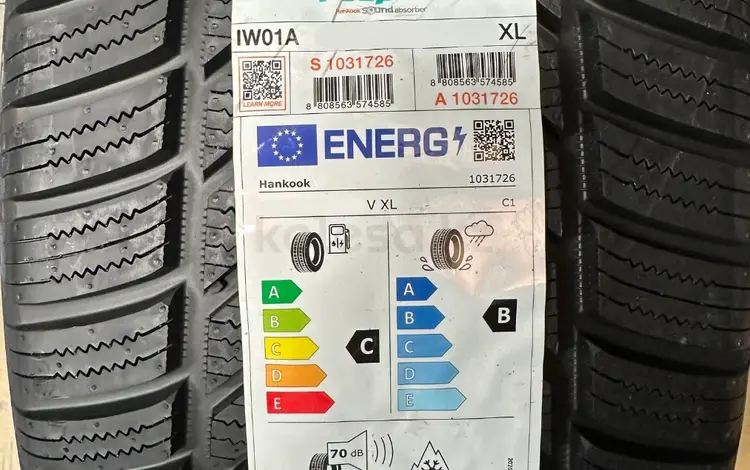 Hankook Sound absorber
IW01A XL
S 1031726
LEARN MORE
8 808563 574585
8 808563 574585
A 1031726
ENERG
Hankook 1031726
V XL C1
A
B
C
D
E
C
A
B
C
D
E
B
70 dB